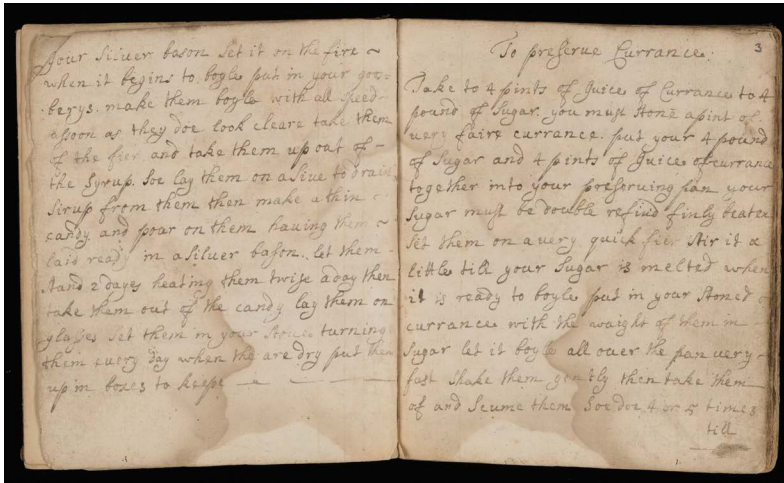 your siluer bason set it on the fire ~
when it begins to boyle put in your goos=
berys. make them boyle with all speed-
assoon as they doe look cleare take them
of the fier and take them up out of -
the Syrup. Soe lay them on a siue to drain
sirup from them then make a thin -
candy. and poar on them having them ~
laid ready in a siluer bason. let them -
stand 2 dayes heating them twise a day then
take them out of the candy lay them on
glasses set them in your stoue turning
them euery day when the are dry put them
up in boxes to keepe
3
To preserve Currance:
Take to 4 pints of Juice of Currance to 4
pound of Sugar. you must stone a pint of
uery faire currance. put your 4 pound
of Sugar and 4 pints of Juice of currance
together into your preserving pan your
Sugar must be double refind finly beaten
set them on a uery quick fier stir it a
little till your Sugar is melted when
it is ready to boyle put in your stoned
currance with the waight of them in -
Sugar let it boyle all ouer the pan uery -
fast shake them gently then take them
of and scume them Soe doe 4 or 5 times
till